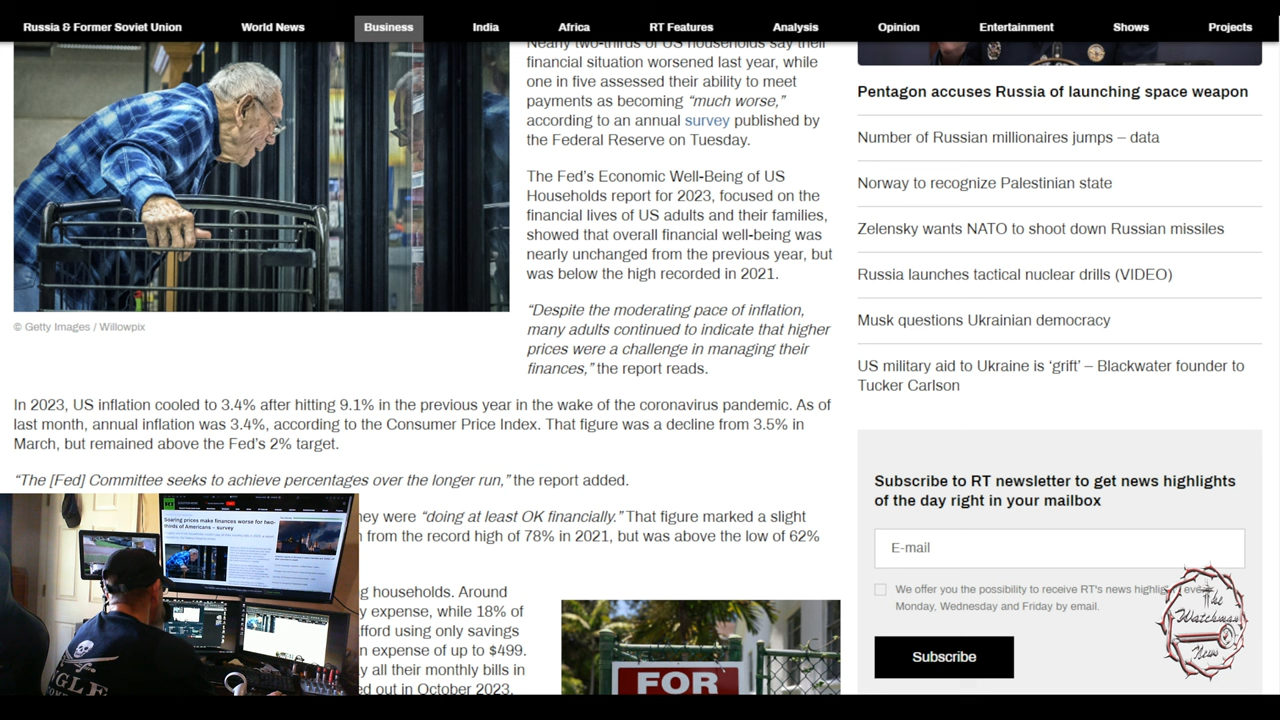 Russia & Former Soviet Union World News Business India Africa RT Features Analysis Opinion Entertainment Shows Projects
Nearly two-thirds of US households say their
financial situation worsened last year, while
one in five assessed their ability to meet
payments as becoming “much worse,”
according to an annual survey published by
the Federal Reserve on Tuesday.
The Fed’s Economic Well-Being of US
Households report for 2023, focused on the
financial lives of US adults and their families,
showed that overall financial well-being was
nearly unchanged from the previous year, but
was below the high recorded in 2021.
“Despite the moderating pace of inflation,
many adults continued to indicate that higher
prices were a challenge in managing their
finances,” the report reads.
© Getty Images / Willowpix
In 2023, US inflation cooled to 3.4% after hitting 9.1% in the previous year in the wake of the coronavirus pandemic. As of
last month, annual inflation was 3.4%, according to the Consumer Price Index. That figure was a decline from 3.5% in
March, but remained above the Fed’s 2% target.
“The [Fed] Committee seeks to achieve percentages over the longer run,” the report added.
hey were “doing at least OK financially.” That figure marked a slight
from the record high of 78% in 2021, but was above the low of 62%
g households. Around
y expense, while 18% of
fford using only savings
n expense of up to $499.
y all their monthly bills in
ed out in October 2023.
FOR
Soaring prices make finances worse for two-
thirds of Americans – survey
Pentagon accuses Russia of launching space weapon
Number of Russian millionaires jumps – data
Norway to recognize Palestinian state
Zelensky wants NATO to shoot down Russian missiles
Russia launches tactical nuclear drills (VIDEO)
Musk questions Ukrainian democracy
US military aid to Ukraine is ‘grift’ – Blackwater founder to
Tucker Carlson
Subscribe to RT newsletter to get news highlights
of the day right in your mailbox
E-mail
We offer you the possibility to receive RT's news highlights every
Monday, Wednesday and Friday by email.
Subscribe
The
Watchman
News